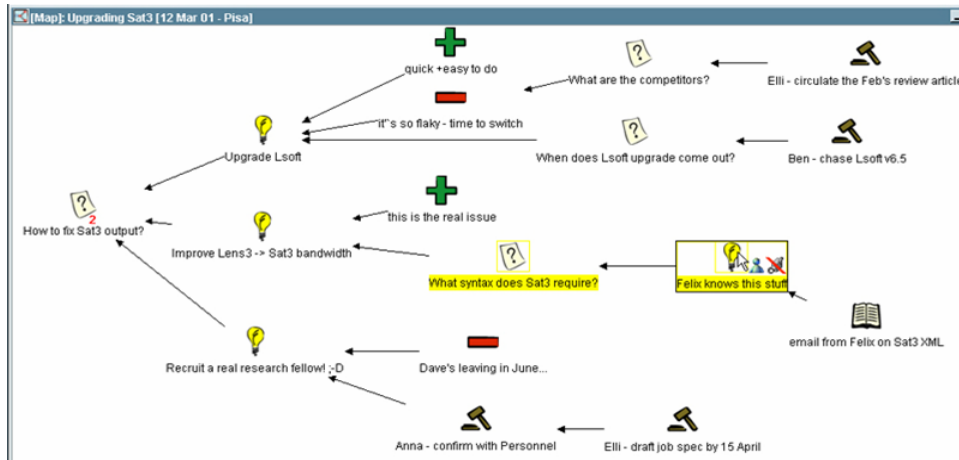 [Map]: Upgrading Sat3 [12 Mar 01 - Pisa]
quick +easy to do
What are the competitors?
Elli - circulate the Feb's review article
it"s so flaky - time to switch
Upgrade Lsoft
When does Lsoft upgrade come out?
Ben - chase Lsoft v6.5
2
How to fix Sat3 output?
this is the real issue
Improve Lens3 -> Sat3 bandwidth
What syntax does Sat3 require?
Felix knows this stuff
email from Felix on Sat3 XML
Recruit a real research fellow! ;-D
Dave's leaving in June...
Anna - confirm with Personnel
Elli - draft job spec by 15 April